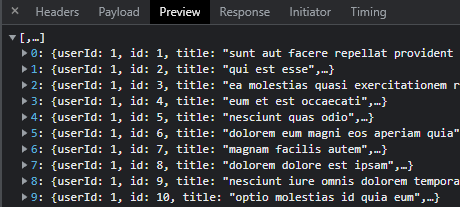 × Headers Payload Preview Response Initiator Timing
▼[,…]
▶0: {userId: 1, id: 1, title: "sunt aut facere repellat provident
▶1: {userId: 1, id: 2, title: "qui est esse",…}
▶2: {userId: 1, id: 3, title: "ea molestias quasi exercitationem r
▶3: {userId: 1, id: 4, title: "eum et est occaecati",…}
▶4: {userId: 1, id: 5, title: "nesciunt quas odio",…}
▶5: {userId: 1, id: 6, title: "dolorem eum magni eos aperiam quia"
▶6: {userId: 1, id: 7, title: "magnam facilis autem",…}
▶7: {userId: 1, id: 8, title: "dolorem dolore est ipsam",…}
▶8: {userId: 1, id: 9, title: "nesciunt iure omnis dolorem tempora
▶9: {userId: 1, id: 10, title: "optio molestias id quia eum",…}